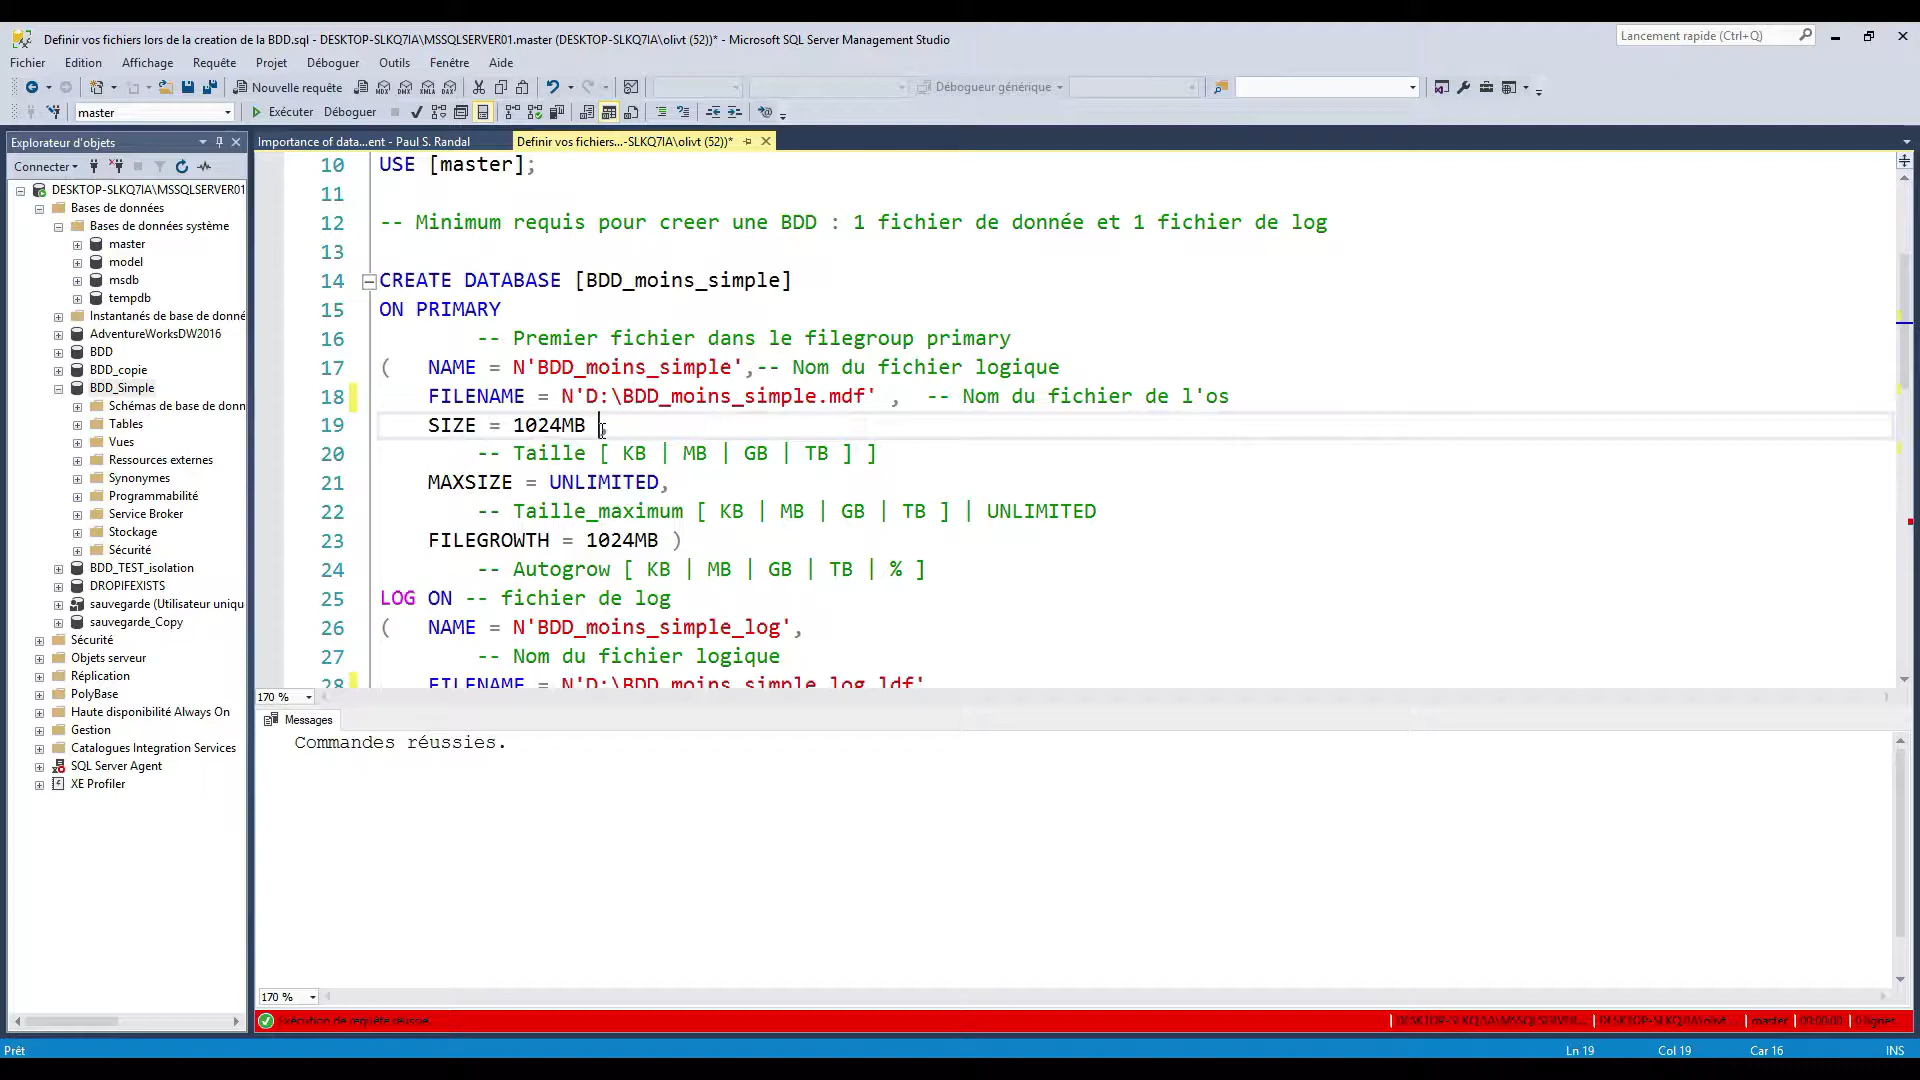 Definir vos fichiers lors de la creation de la BDD.sql - DESKTOP-SLKQ7IA\MSSQLSERVER01.master (DESKTOP-SLKQ7IA\olivt (52))* - Microsoft SQL Server Management Studio
Lancement rapide (Ctrl+Q)
Fichier Edition Affichage Requête Projet Déboguer Outils Fenêtre Aide
Nouvelle requête
Débogueur générique
master
Exécuter Déboguer
Explorateur d'objets
Connecter
DESKTOP-SLKQ7IA\MSSQLSERVER01
Bases de données
Bases de données système
master
model
msdb
tempdb
Instantanés de base de donné
AdventureWorksDW2016
BDD
BDD_copie
BDD_Simple
Schémas de base de donn
Tables
Vues
Ressources externes
Synonymes
Programmabilité
Service Broker
Stockage
Sécurité
BDD_TEST_isolation
DROPIFEXISTS
sauvegarde (Utilisateur uniqu
sauvegarde_Copy
Sécurité
Objets serveur
Réplication
PolyBase
Haute disponibilité Always On
Gestion
Catalogues Integration Services
SQL Server Agent
XE Profiler
Importance of data...ent - Paul S. Randal
Definir vos fichiers...-SLKQ7IA\olivt (52))*
10 USE [master];
11
12 -- Minimum requis pour creer une BDD : 1 fichier de donnée et 1 fichier de log
13
14 CREATE DATABASE [BDD_moins_simple]
15 ON PRIMARY
16 -- Premier fichier dans le filegroup primary
17 ( NAME = N'BDD_moins_simple',-- Nom du fichier logique
18 FILENAME = N'D:\BDD_moins_simple.mdf' , -- Nom du fichier de l'os
19 SIZE = 1024MB ,
20 -- Taille [ KB | MB | GB | TB ] ]
21 MAXSIZE = UNLIMITED,
22 -- Taille_maximum [ KB | MB | GB | TB ] | UNLIMITED
23 FILEGROWTH = 1024MB )
24 -- Autogrow [ KB | MB | GB | TB | % ]
25 LOG ON -- fichier de log
26 ( NAME = N'BDD_moins_simple_log',
27 -- Nom du fichier logique
28 FILENAME = N'D:\BDD_moins_simple_log.ldf'
170 %
Messages
Commandes réussies.
170 %
Exécution de requête réussie.
DESKTOP-SLKQ7IA\MSSQLSERVER... DESKTOP-SLKQ7IA\olivt ... master 00:00:00 0 lignes
Prêt
Ln 19 Col 19 Car 16 INS